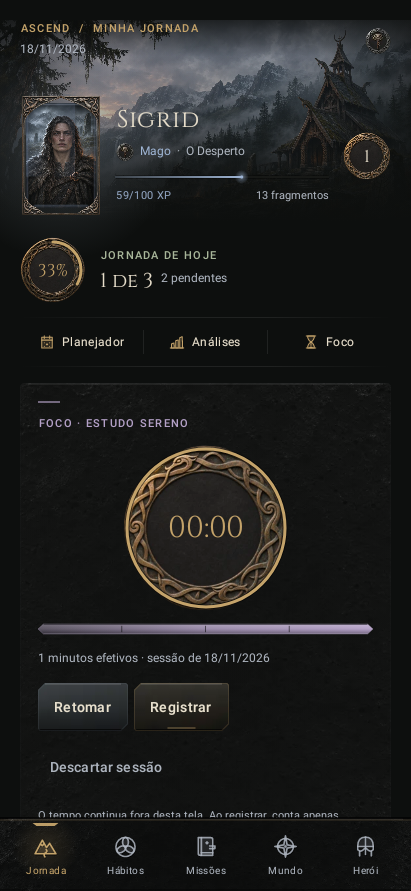 ASCEND / MINHA JORNADA
18/11/2026
SIGRID
Mago · O Desperto
1
59/100 XP 13 fragmentos
33%
JORNADA DE HOJE
1 DE 3 2 pendentes
Planejador Análises Foco
FOCO · ESTUDO SERENO
00:00
1 minutos efetivos · sessão de 18/11/2026
Retomar Registrar
Descartar sessão
O tempo continua fora desta tela. Ao registrar, conta apenas
Jornada Hábitos Missões Mundo Herói